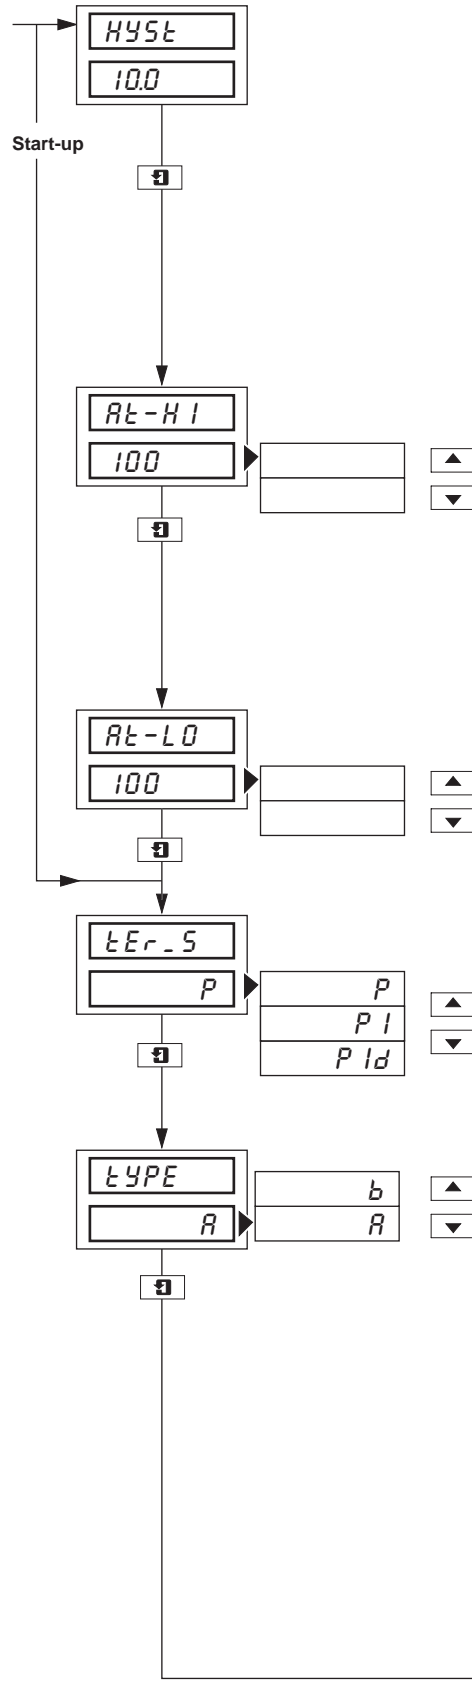 HYSt
10.0
Start-up
At-HI
100
At-LO
100
tEr_S
P
P
PI
PId
tYPE
A
b
A